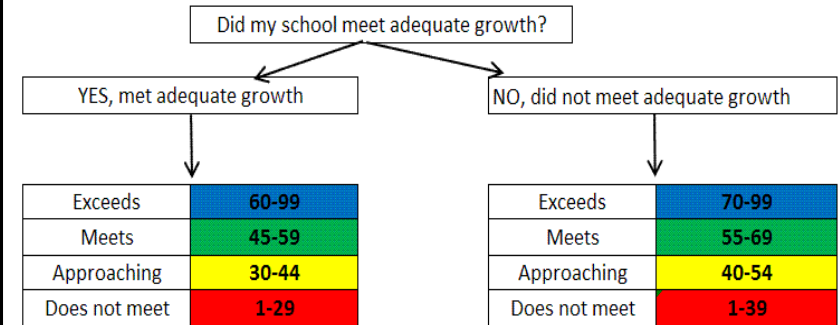 Did my school meet adequate growth?
YES, met adequate growth
NO, did not meet adequate growth
Exceeds 60-99
Meets 45-59
Approaching 30-44
Does not meet 1-29
Exceeds 70-99
Meets 55-69
Approaching 40-54
Does not meet 1-39